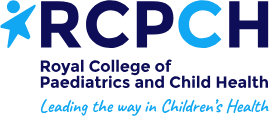 RCPCH
Royal College of
Paediatrics and Child Health
Leading the way in Children's Health